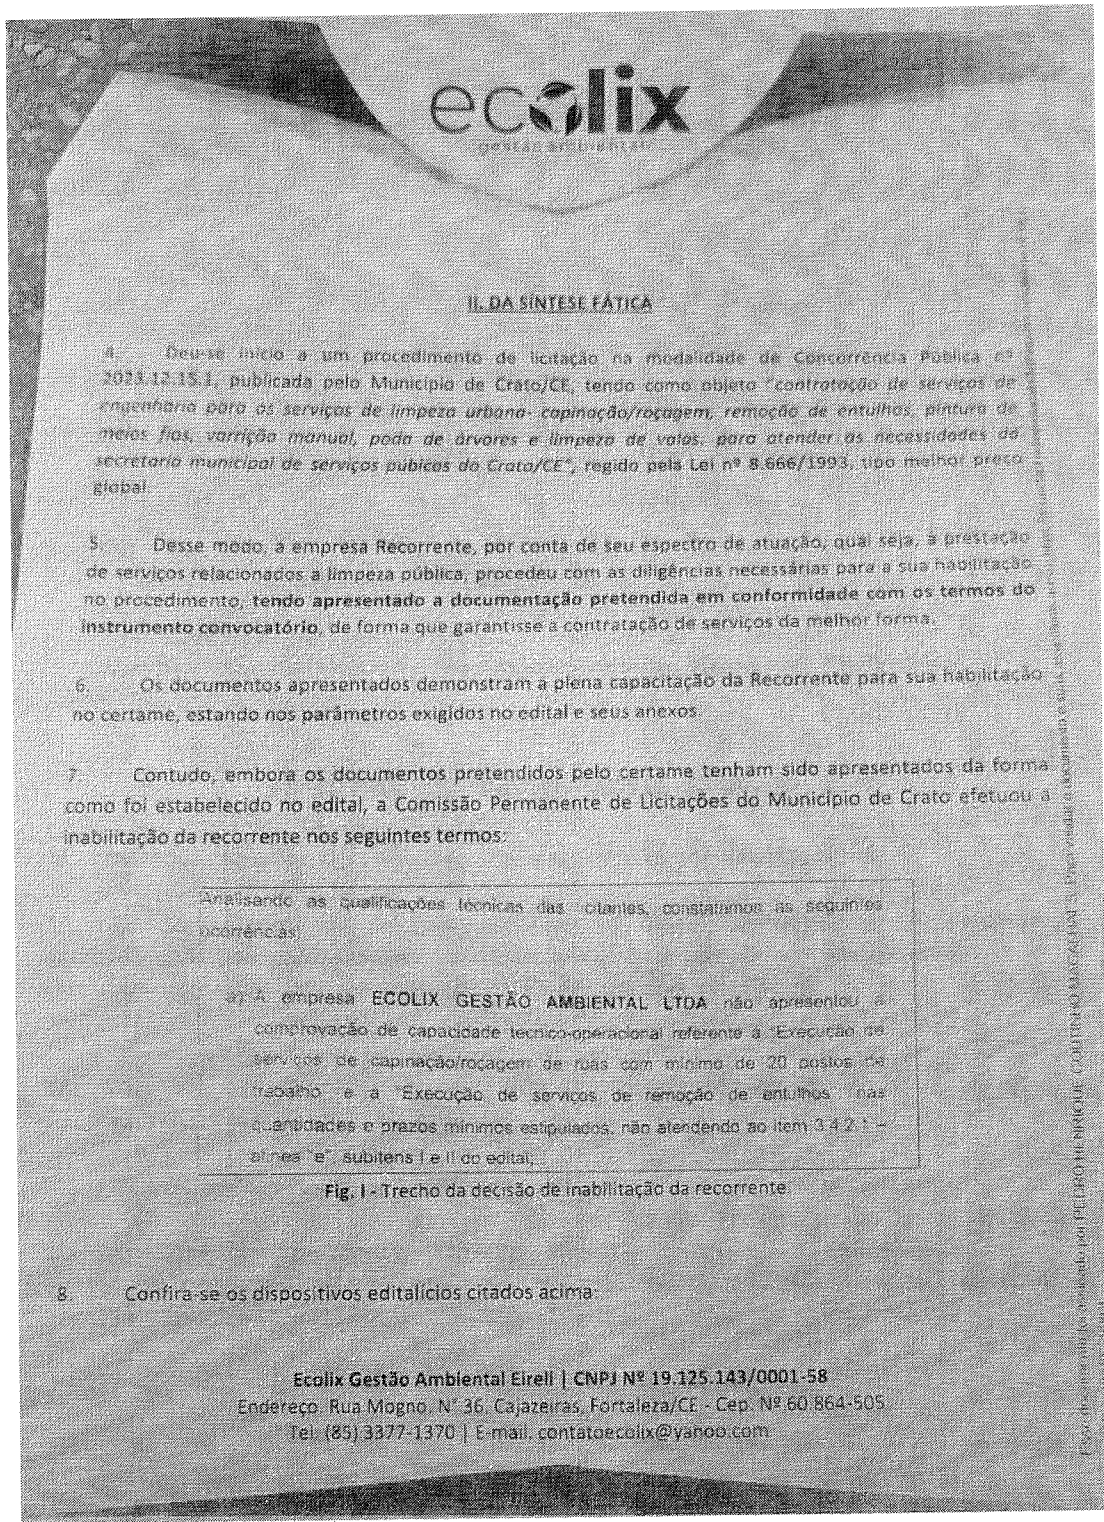 ecolix
gestão ambiental
II. DA SÍNTESE FÁTICA
4. Deu-se início a um procedimento de licitação na modalidade de Concorrência Pública nº
2023.12.15.1, publicada pelo Município de Crato/CE, tendo como objeto "contratação de serviços de
engenharia para os serviços de limpeza urbana- capinação/roçagem, remoção de entulhos, pintura de
meios fios, varrição manual, poda de árvores e limpeza de valas, para atender as necessidades da
secretaria municipal de serviços púbicos do Crato/CE", regido pela Lei nº 8.666/1993, tipo melhor preço
global.
5. Desse modo, a empresa Recorrente, por conta de seu espectro de atuação, qual seja, a prestação
de serviços relacionados a limpeza pública, procedeu com as diligências necessárias para a sua habilitação
no procedimento, tendo apresentado a documentação pretendida em conformidade com os termos do
instrumento convocatório, de forma que garantisse a contratação de serviços da melhor forma.
6. Os documentos apresentados demonstram a plena capacitação da Recorrente para sua habilitação
no certame, estando nos parâmetros exigidos no edital e seus anexos.
7. Contudo, embora os documentos pretendidos pelo certame tenham sido apresentados da forma
como foi estabelecido no edital, a Comissão Permanente de Licitações do Município de Crato efetuou a
inabilitação da recorrente nos seguintes termos:
Analisando as qualificações técnicas das licitantes, constatamos as seguintes
ocorrências:
a) A empresa ECOLIX GESTÃO AMBIENTAL LTDA não apresentou a
comprovação de capacidade técnico-operacional referente a "Execução de
serviços de capinação/roçagem de ruas com mínimo de 20 postos de
trabalho" e a "Execução de serviços de remoção de entulhos" nas
quantidades e prazos mínimos estipulados, não atendendo ao item 3.4.2.1 –
alínea "e", subitens I e II do edital;
Fig. I - Trecho da decisão de inabilitação da recorrente.
8. Confira-se os dispositivos editalícios citados acima:
Ecolix Gestão Ambiental Eireli | CNPJ Nº 19.125.143/0001-58
Endereço: Rua Mogno, N° 36, Cajazeiras, Fortaleza/CE - Cep. Nº 60.864-505
Tel: (85) 3377-1370 | E-mail: contatoecolix@yahoo.com